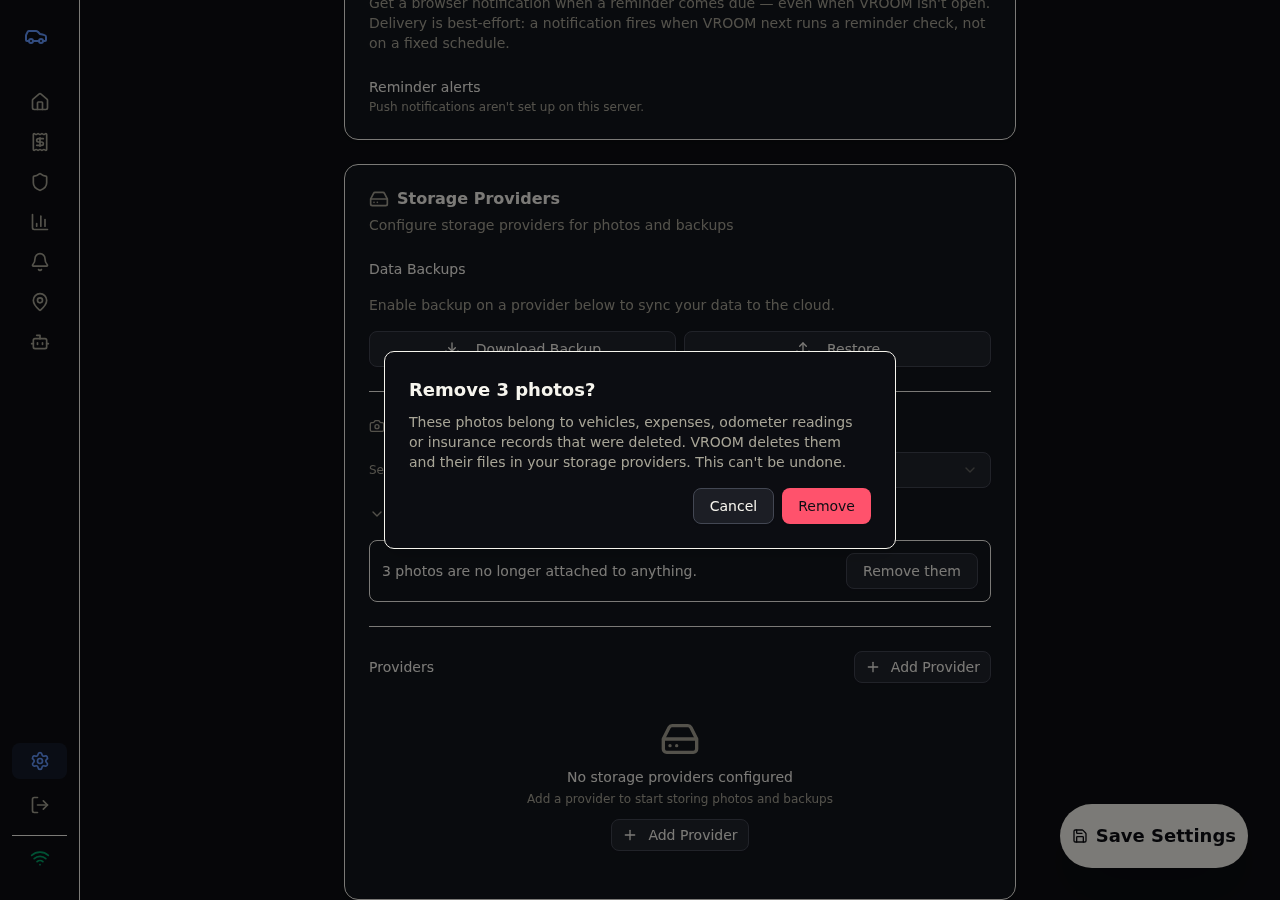 Get a browser notification when a reminder comes due — even when VROOM isn't open.
Delivery is best-effort: a notification fires when VROOM next runs a reminder check, not
on a fixed schedule.
Reminder alerts
Push notifications aren't set up on this server.
Storage Providers
Configure storage providers for photos and backups
Data Backups
Enable backup on a provider below to sync your data to the cloud.
Download Backup
Restore
Remove 3 photos?
These photos belong to vehicles, expenses, odometer readings
or insurance records that were deleted. VROOM deletes them
and their files in your storage providers. This can't be undone.
Cancel
Remove
3 photos are no longer attached to anything.
Remove them
Providers
Add Provider
No storage providers configured
Add a provider to start storing photos and backups
Add Provider
Save Settings